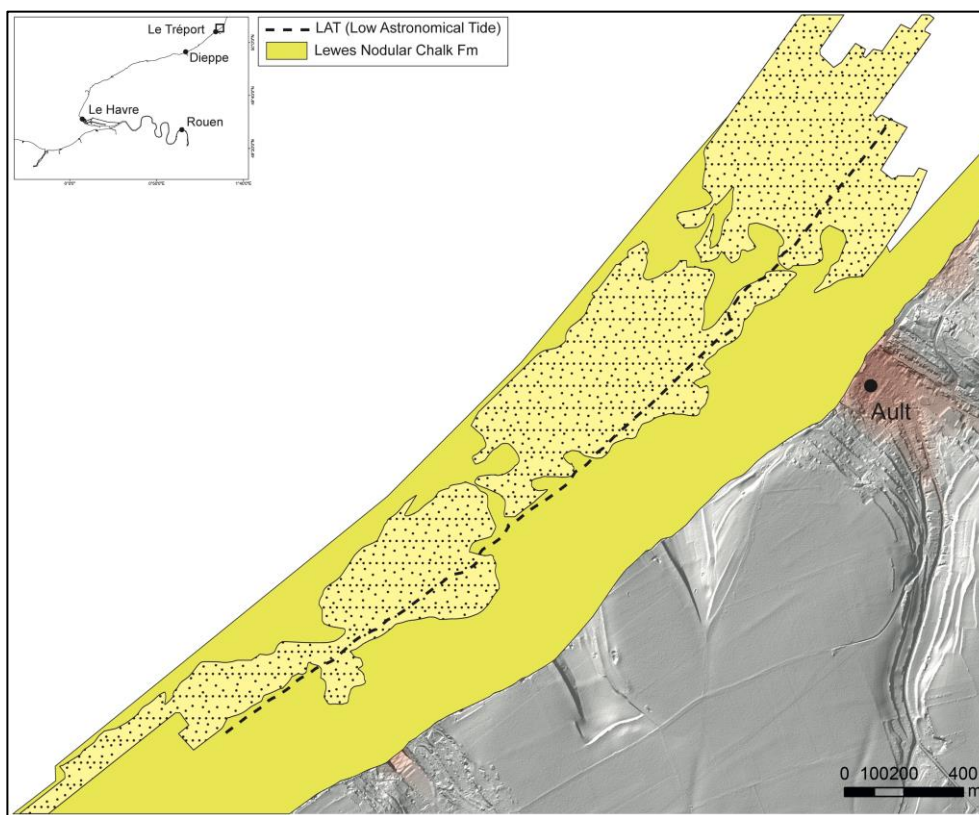 Le Tréport
Dieppe
Le Havre
Rouen
LAT (Low Astronomical Tide)
Lewes Nodular Chalk Fm
Ault
0 100200 400
m